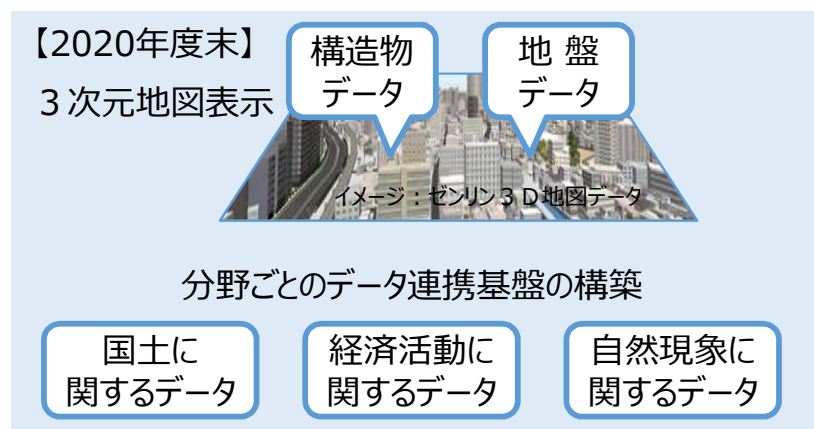 【2020年度末】
３次元地図表示
構造物
データ
地 盤
データ
イメージ：ゼンリン３Ｄ地図データ
分野ごとのデータ連携基盤の構築
国土に
関するデータ
経済活動に
関するデータ
自然現象に
関するデータ